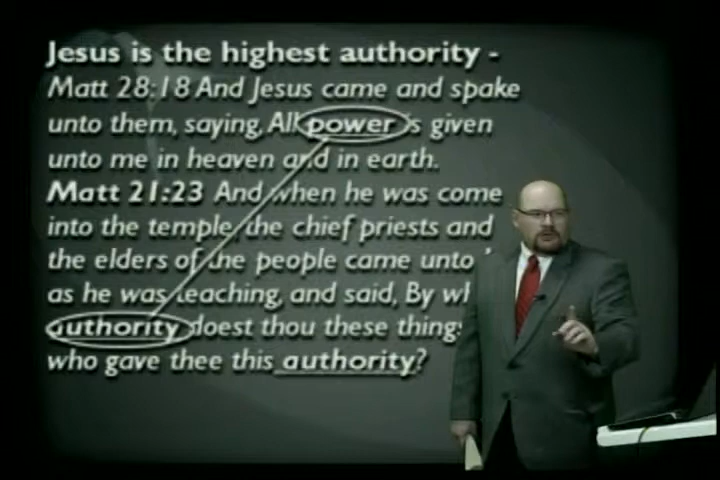 Jesus is the highest authority -
Matt 28:18 And Jesus came and spake
unto them, saying, All power is given
unto me in heaven and in earth.
Matt 21:23 And when he was come
into the temple, the chief priests and
the elders of the people came unto
as he was teaching, and said, By
authority doest thou these
who gave thee this authority?